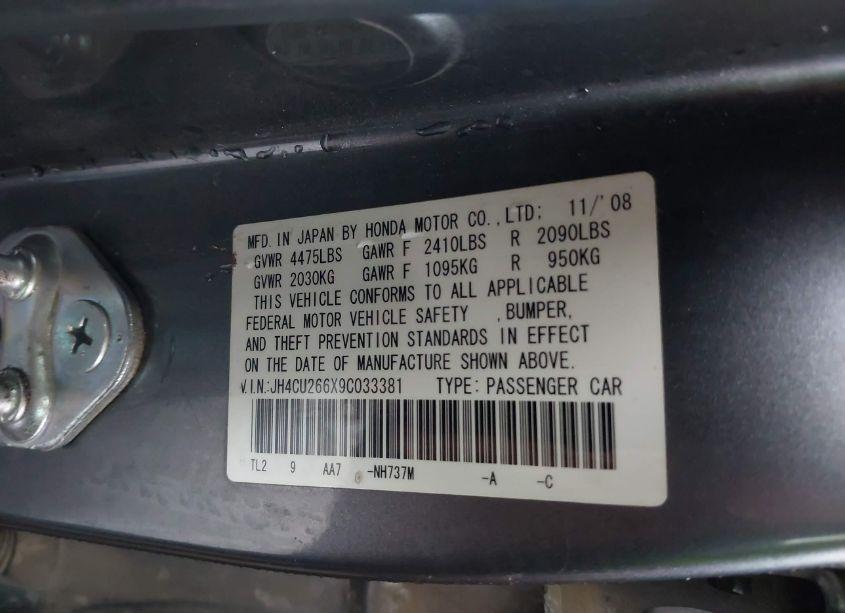 MFD. IN JAPAN BY HONDA MOTOR CO., LTD: 11/'08
GVWR 4475LBS GAWR F 2410LBS R 2090LBS
GVWR 2030KG GAWR F 1095KG R 950KG
THIS VEHICLE CONFORMS TO ALL APPLICABLE
FEDERAL MOTOR VEHICLE SAFETY , BUMPER,
AND THEFT PREVENTION STANDARDS IN EFFECT
ON THE DATE OF MANUFACTURE SHOWN ABOVE.
V.I.N.:JH4CU266X9C033381 TYPE: PASSENGER CAR
TL2 9 AA7 -NH737M -A -C